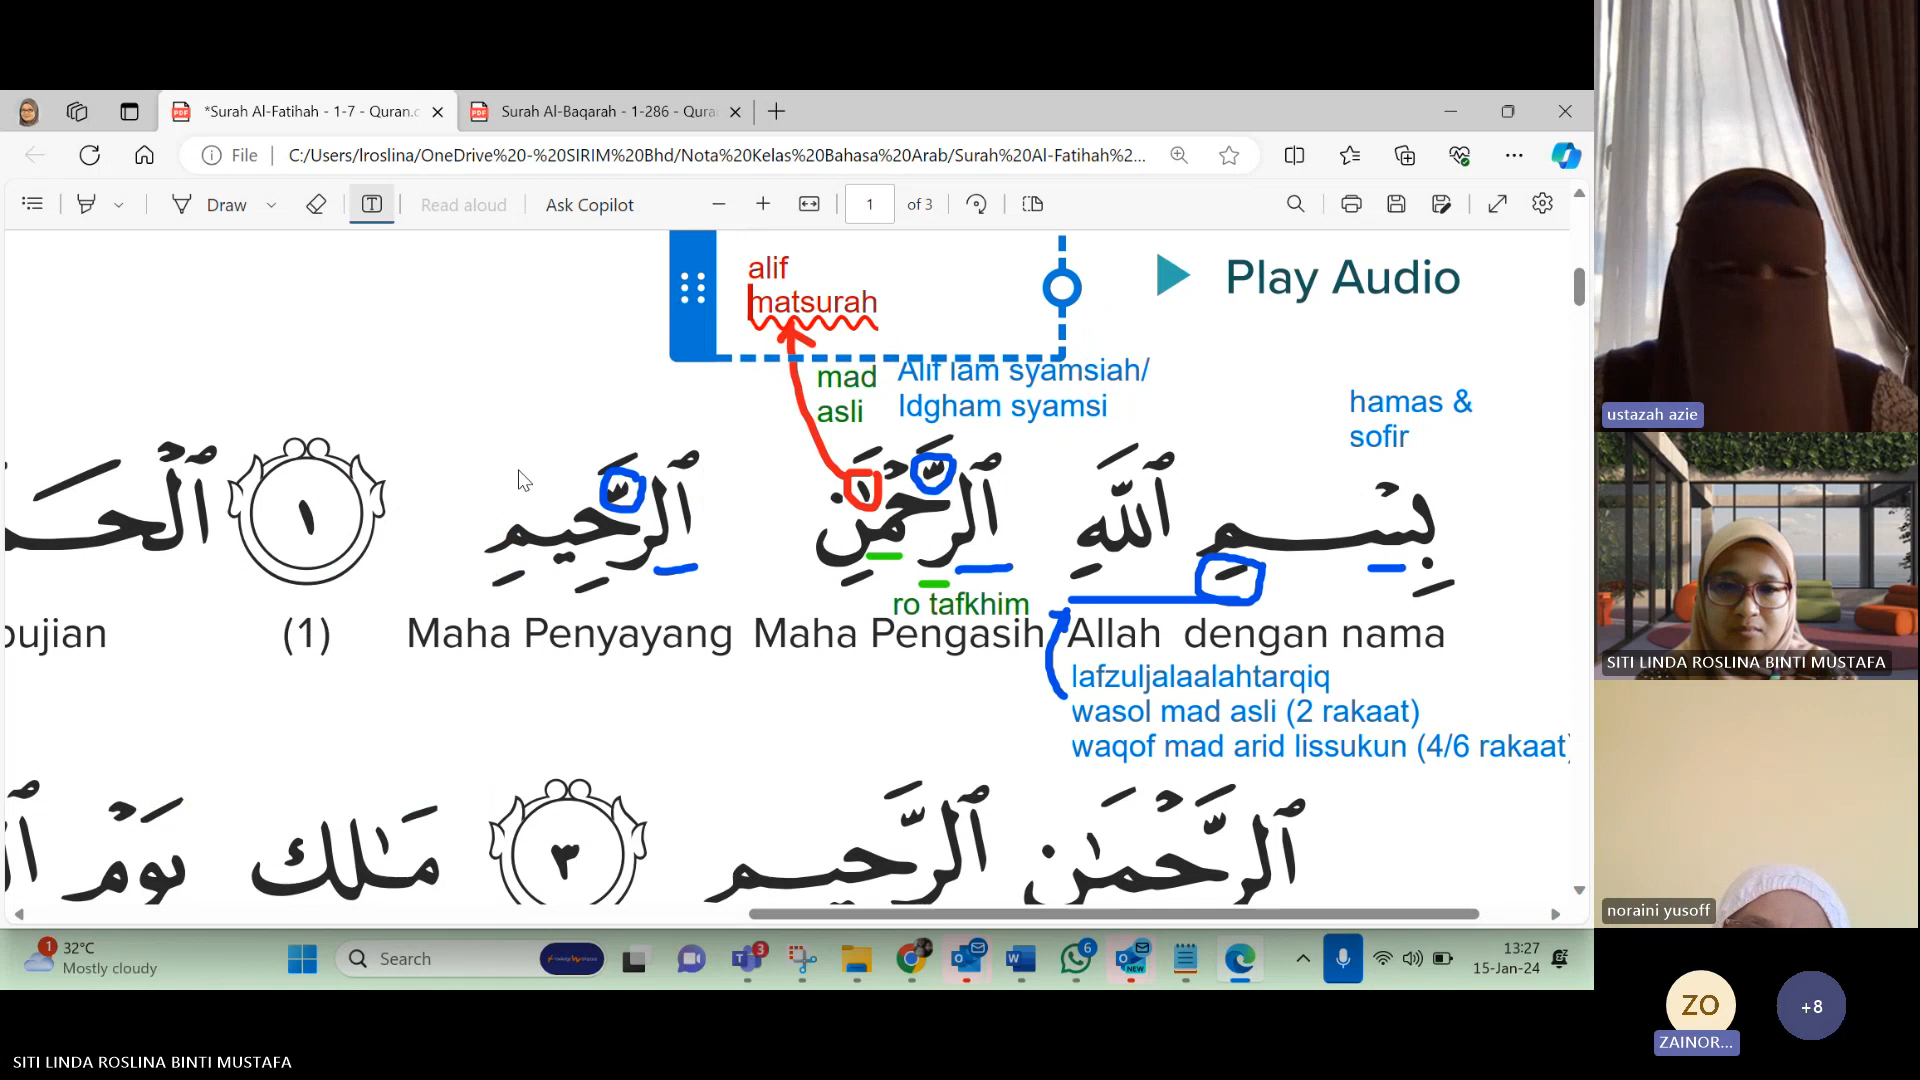 *Surah Al-Fatihah - 1-7 - Quran.c
Surah Al-Baqarah - 1-286 - Qura
File
C:/Users/lroslina/OneDrive%20-%20SIRIM%20Bhd/Nota%20Kelas%20Bahasa%20Arab/Surah%20Al-Fatihah%2...
Draw
Read aloud
Ask Copilot
1
of 3
alif
matsurah
Play Audio
mad
asli
Alif lam syamsiah/
Idgham syamsi
hamas &
sofir
بِسْمِ ٱللَّهِ ٱلرَّحْمَٰنِ ٱلرَّحِيمِ ١ ٱلْحَ
ro tafkhim
dengan nama Allah Maha Pengasih Maha Penyayang (1) pujian
lafzuljalaalahtarqiq
wasol mad asli (2 rakaat)
waqof mad arid lissukun (4/6 rakaat)
ٱلرَّحْمَٰن ٱلرَّحِيم ٣ مَٰلِك يَوْم
1
32°C
Mostly cloudy
Search
3
6
NEW
13:27
15-Jan-24
ustazah azie
SITI LINDA ROSLINA BINTI MUSTAFA
noraini yusoff
ZO
ZAINOR...
+8
SITI LINDA ROSLINA BINTI MUSTAFA